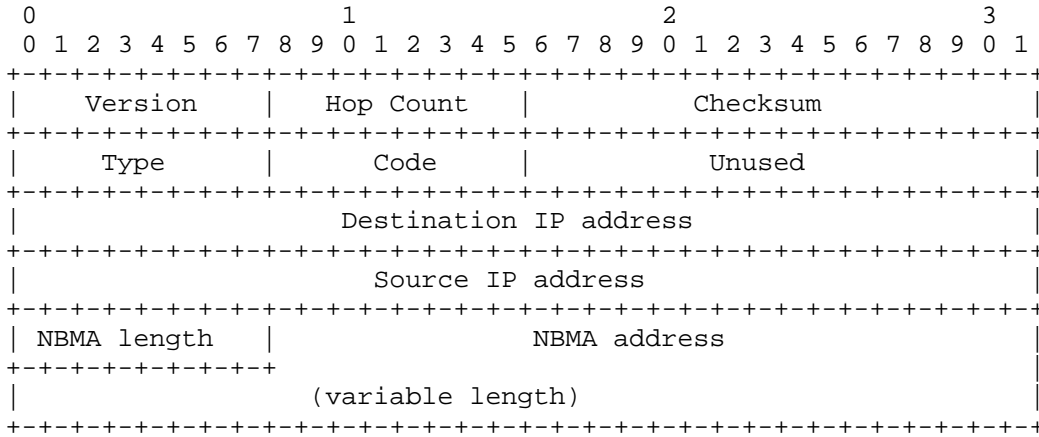 0                   1                   2                   3
 0 1 2 3 4 5 6 7 8 9 0 1 2 3 4 5 6 7 8 9 0 1 2 3 4 5 6 7 8 9 0 1
+-+-+-+-+-+-+-+-+-+-+-+-+-+-+-+-+-+-+-+-+-+-+-+-+-+-+-+-+-+-+-+-+
|    Version    |   Hop Count   |          Checksum             |
+-+-+-+-+-+-+-+-+-+-+-+-+-+-+-+-+-+-+-+-+-+-+-+-+-+-+-+-+-+-+-+-+
|     Type      |      Code     |           Unused              |
+-+-+-+-+-+-+-+-+-+-+-+-+-+-+-+-+-+-+-+-+-+-+-+-+-+-+-+-+-+-+-+-+
|                    Destination IP address                     |
+-+-+-+-+-+-+-+-+-+-+-+-+-+-+-+-+-+-+-+-+-+-+-+-+-+-+-+-+-+-+-+-+
|                      Source IP address                        |
+-+-+-+-+-+-+-+-+-+-+-+-+-+-+-+-+-+-+-+-+-+-+-+-+-+-+-+-+-+-+-+-+
| NBMA length   |                NBMA address                   |
+-+-+-+-+-+-+-+-+                                               |
|                  (variable length)                            |
+-+-+-+-+-+-+-+-+-+-+-+-+-+-+-+-+-+-+-+-+-+-+-+-+-+-+-+-+-+-+-+-+